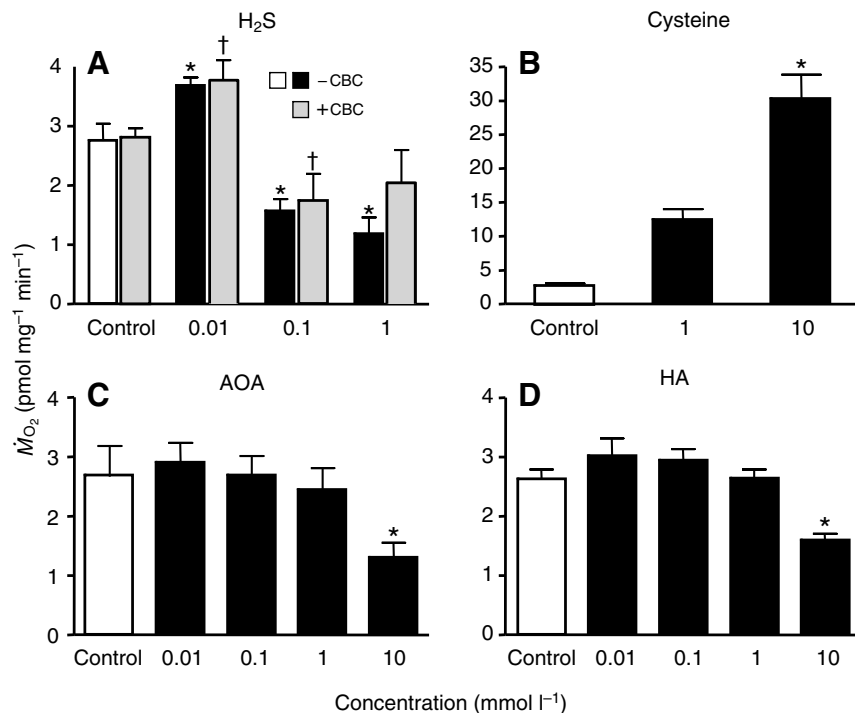 H₂S
Cysteine
A
B
4
3
2
1
0
* † * † *
–CBC
+CBC
Control 0.01 0.1 1
35
30
25
20
15
10
5
0
*
Control 1 10
Ṁ_O₂ (pmol mg⁻¹ min⁻¹)
AOA
HA
C
D
4
3
2
1
0
*
Control 0.01 0.1 1 10
4
3
2
1
0
*
Control 0.01 0.1 1 10
Concentration (mmol l⁻¹)